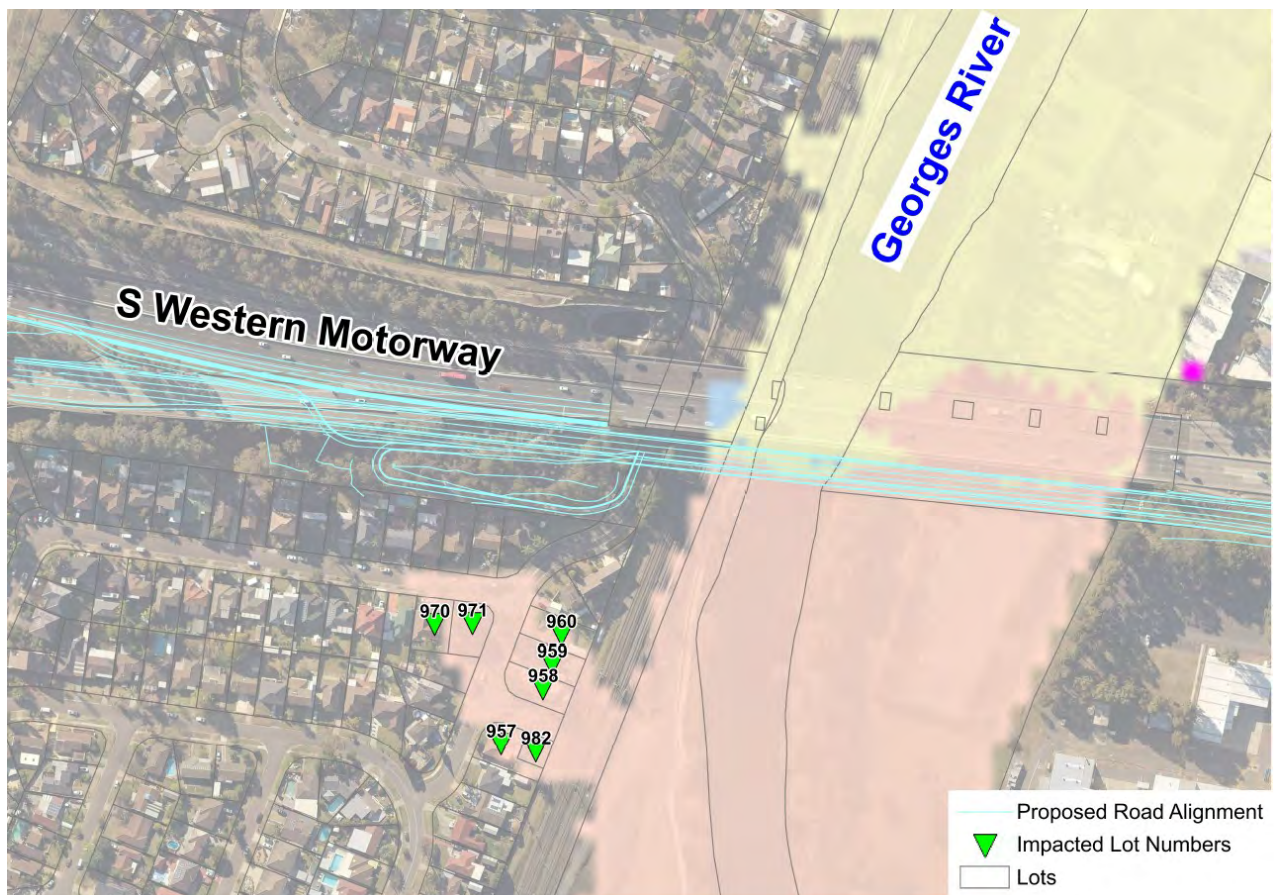 Georges River
S Western Motorway
970
971
960
959
958
957
982
Proposed Road Alignment
Impacted Lot Numbers
Lots